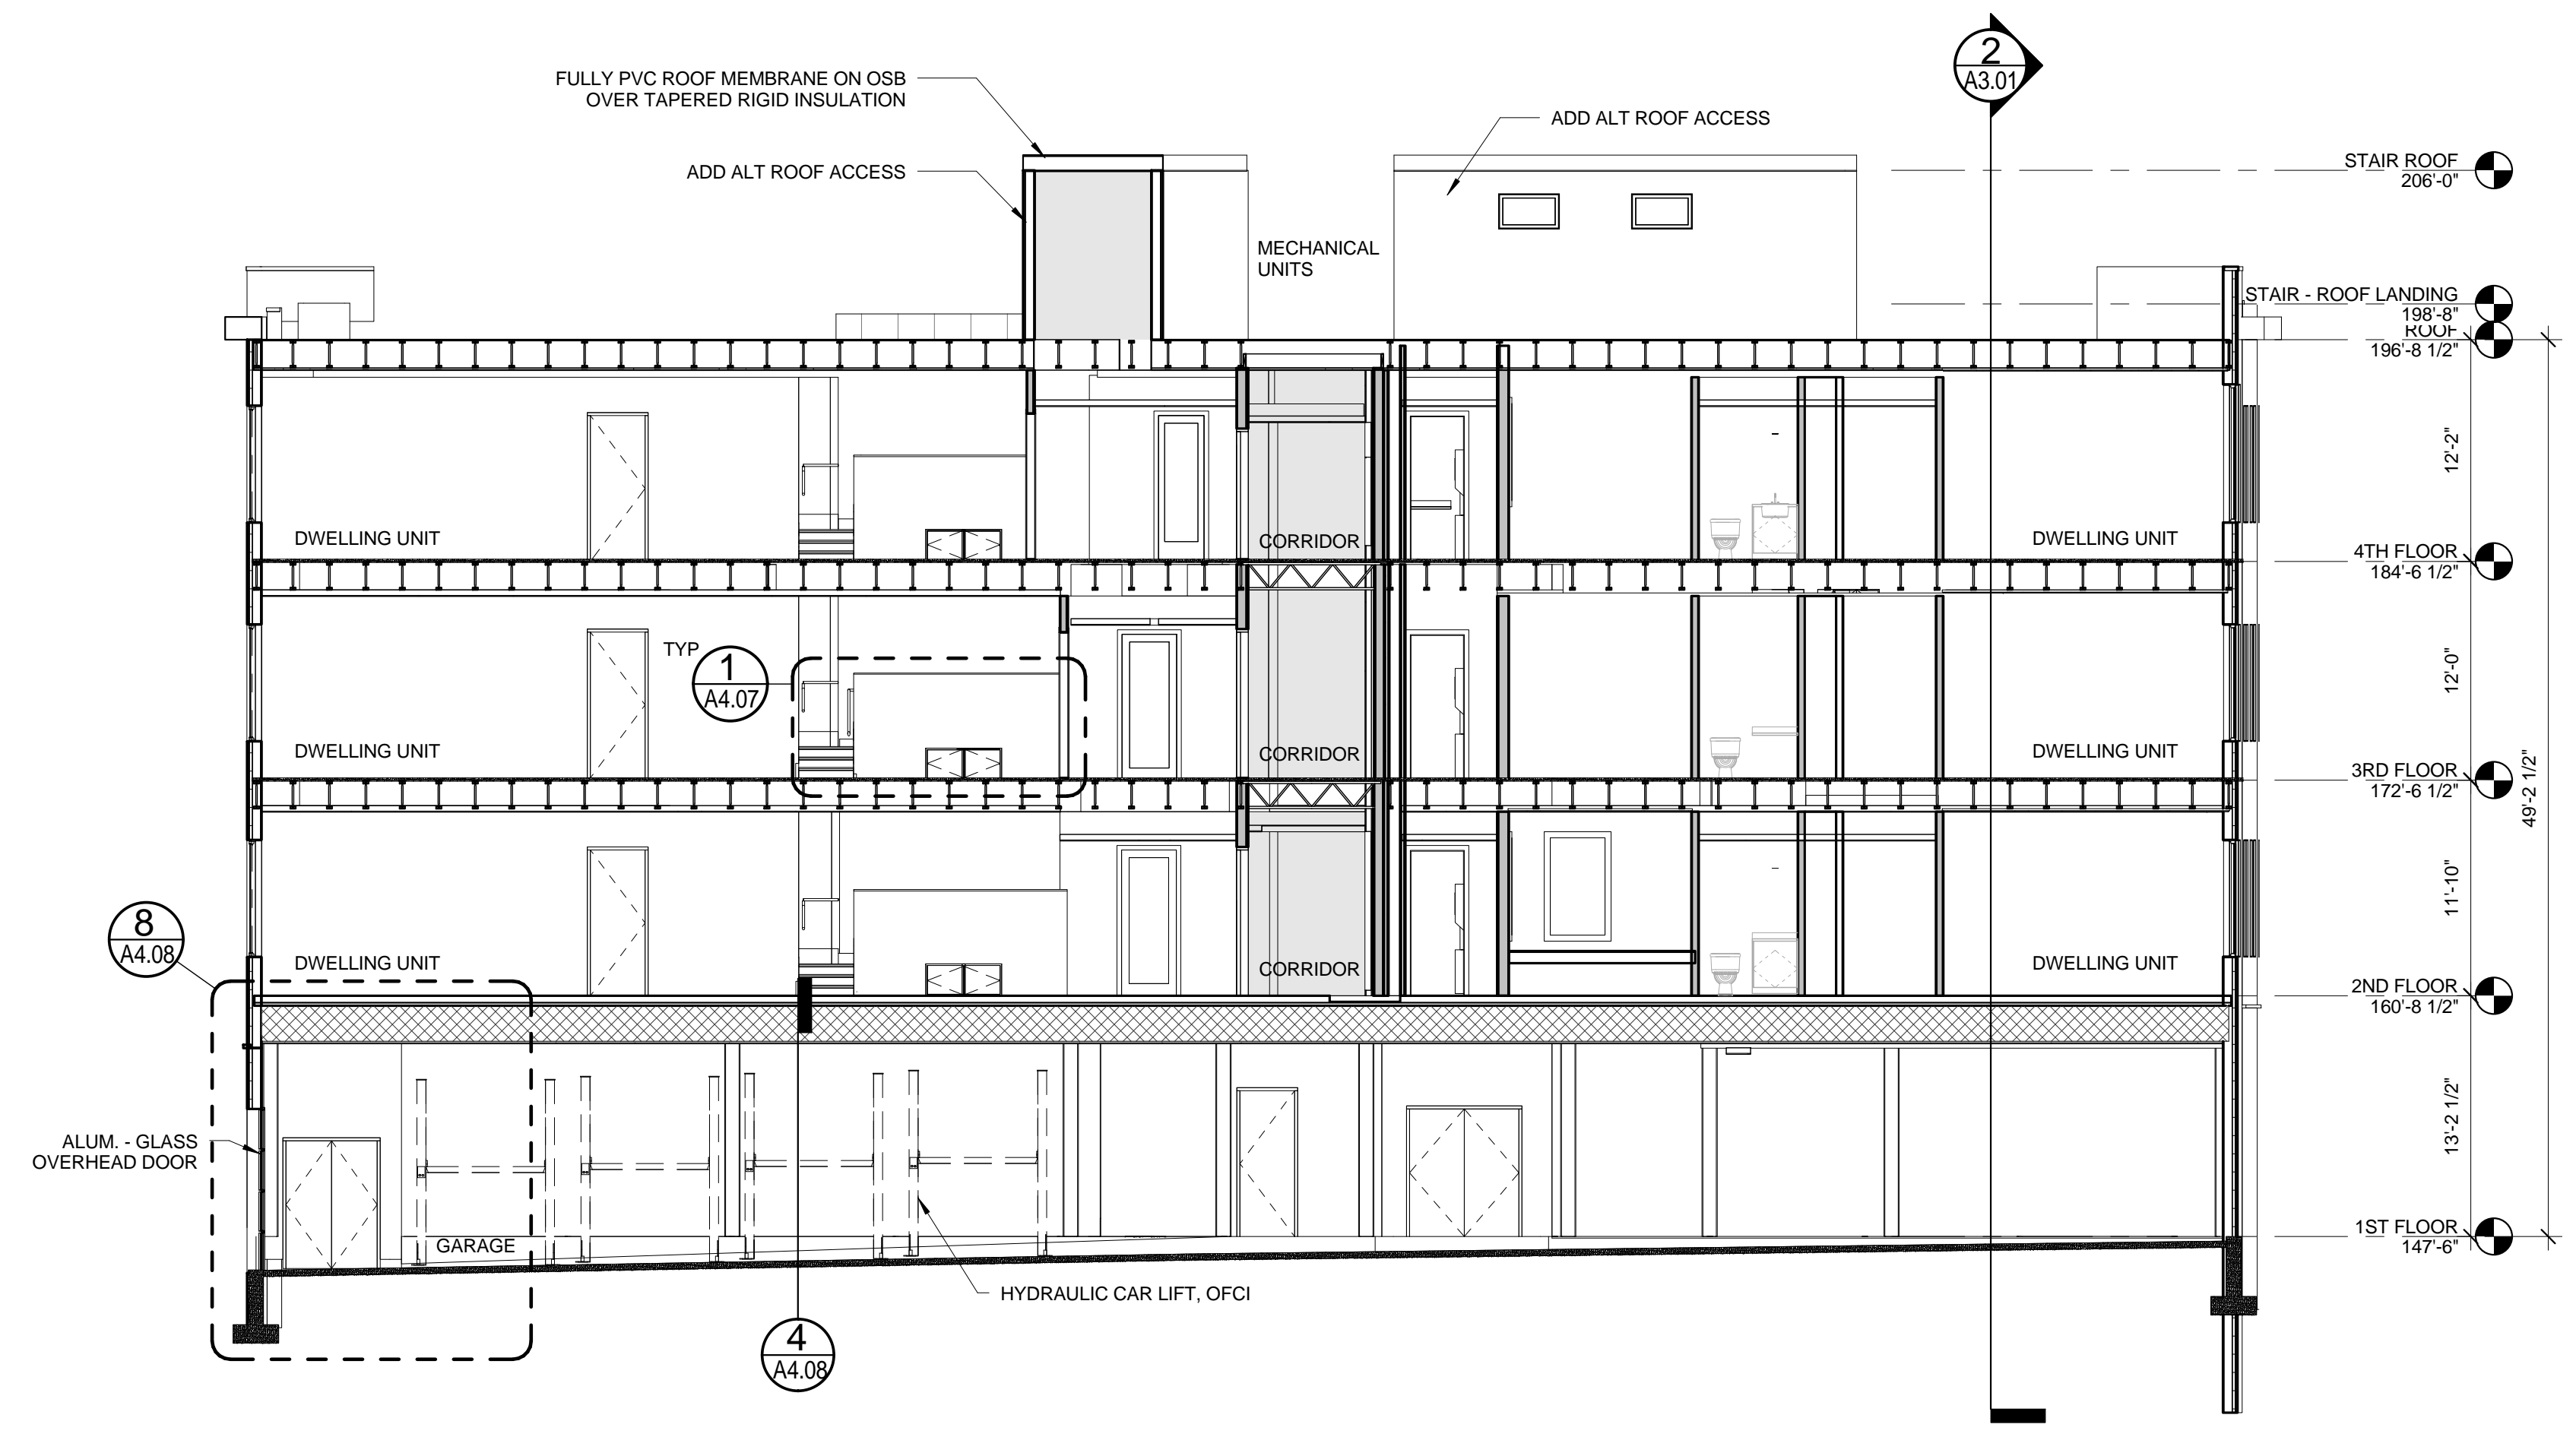 2
A3.01
FULLY PVC ROOF MEMBRANE ON OSB
OVER TAPERED RIGID INSULATION
ADD ALT ROOF ACCESS
ADD ALT ROOF ACCESS
STAIR ROOF
206'-0"
MECHANICAL
UNITS
STAIR - ROOF LANDING
198'-8"
ROOF
196'-8 1/2"
12'-2"
DWELLING UNIT
CORRIDOR
DWELLING UNIT
4TH FLOOR
184'-6 1/2"
TYP
1
A4.07
12'-0"
DWELLING UNIT
CORRIDOR
DWELLING UNIT
3RD FLOOR
172'-6 1/2"
49'-2 1/2"
11'-10"
8
A4.08
DWELLING UNIT
CORRIDOR
DWELLING UNIT
2ND FLOOR
160'-8 1/2"
13'-2 1/2"
ALUM. - GLASS
OVERHEAD DOOR
GARAGE
1ST FLOOR
147'-6"
HYDRAULIC CAR LIFT, OFCI
4
A4.08